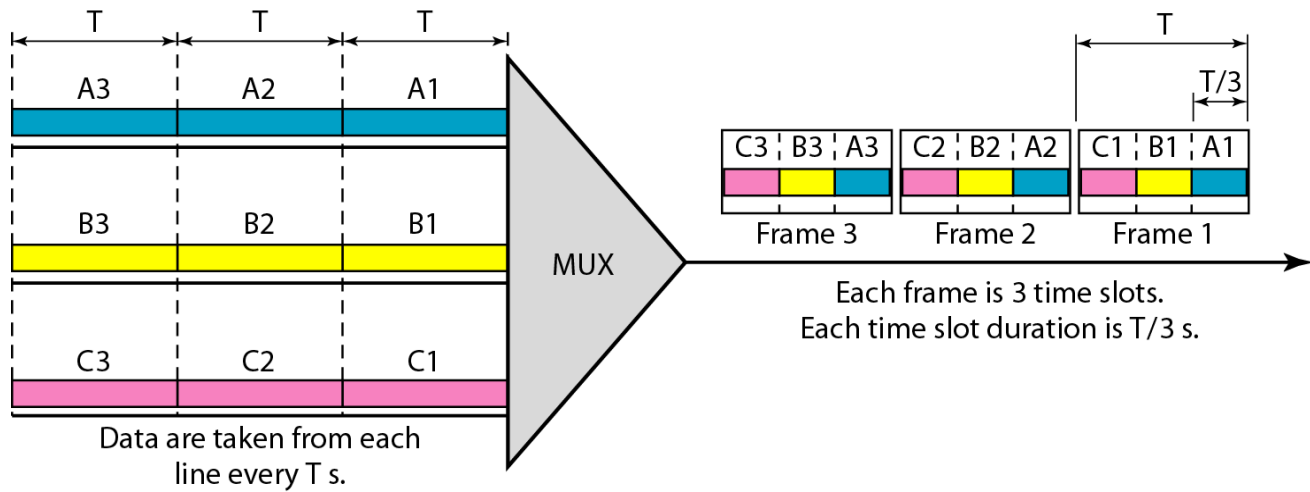 T T T
A3 A2 A1
B3 B2 B1
C3 C2 C1
Data are taken from each
line every T s.
MUX
T
T/3
C3 B3 A3 C2 B2 A2 C1 B1 A1
Frame 3 Frame 2 Frame 1
Each frame is 3 time slots.
Each time slot duration is T/3 s.